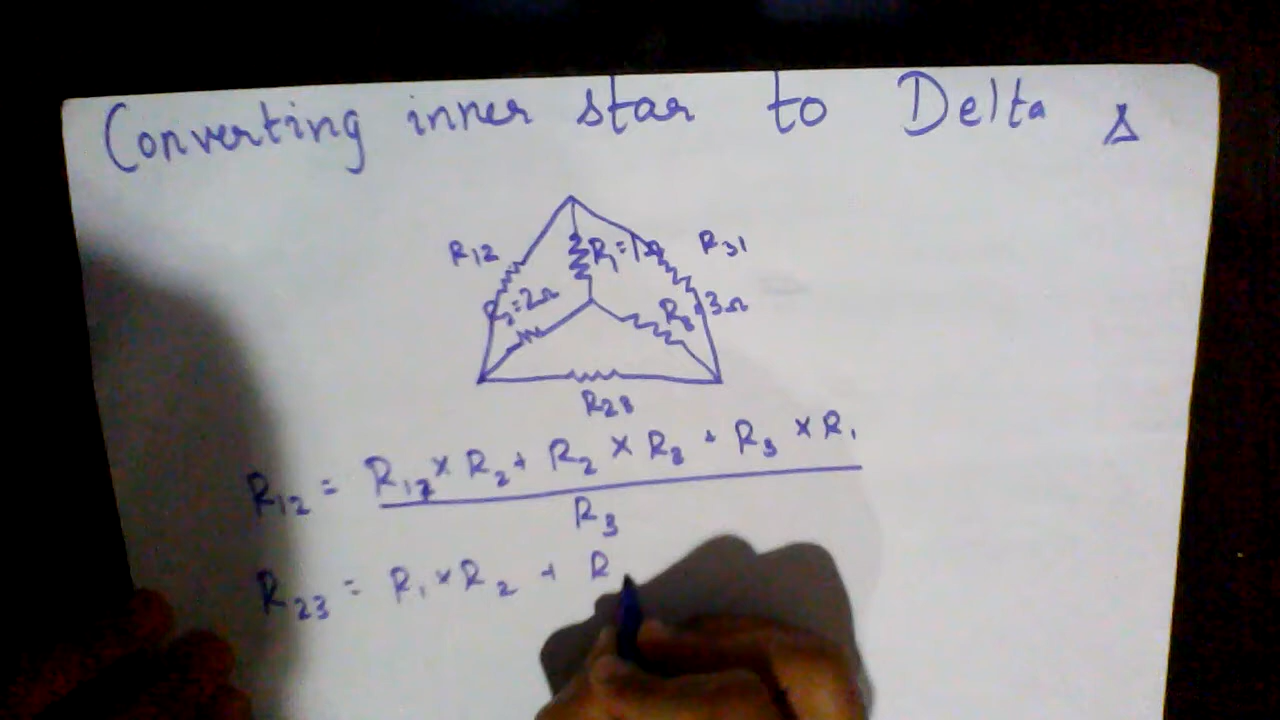 Converting inner star to Delta Δ
R12
R1=1Ω
R31
R2=2Ω
R3=3Ω
R23
R12 = R12×R2 + R2×R3 + R3×R1
R3
R23 = R1×R2 + R